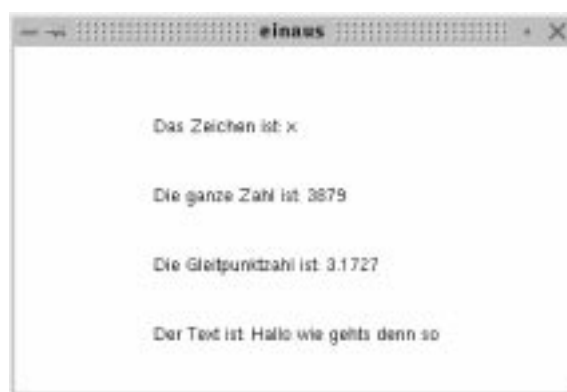 einaus
Das Zeichen ist: x
Die ganze Zahl ist: 3879
Die Gleitpunktzahl ist: 3.1727
Der Text ist: Hallo wie gehts denn so